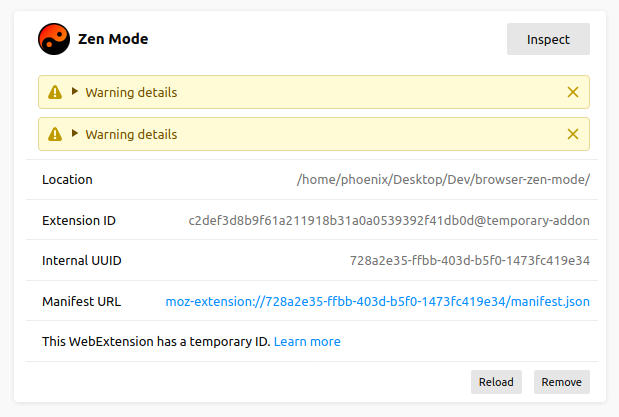 Zen Mode
Inspect
Warning details
Warning details
Location /home/phoenix/Desktop/Dev/browser-zen-mode/
Extension ID c2def3d8b9f61a211918b31a0a0539392f41db0d@temporary-addon
Internal UUID 728a2e35-ffbb-403d-b5f0-1473fc419e34
Manifest URL moz-extension://728a2e35-ffbb-403d-b5f0-1473fc419e34/manifest.json
This WebExtension has a temporary ID. Learn more
Reload Remove